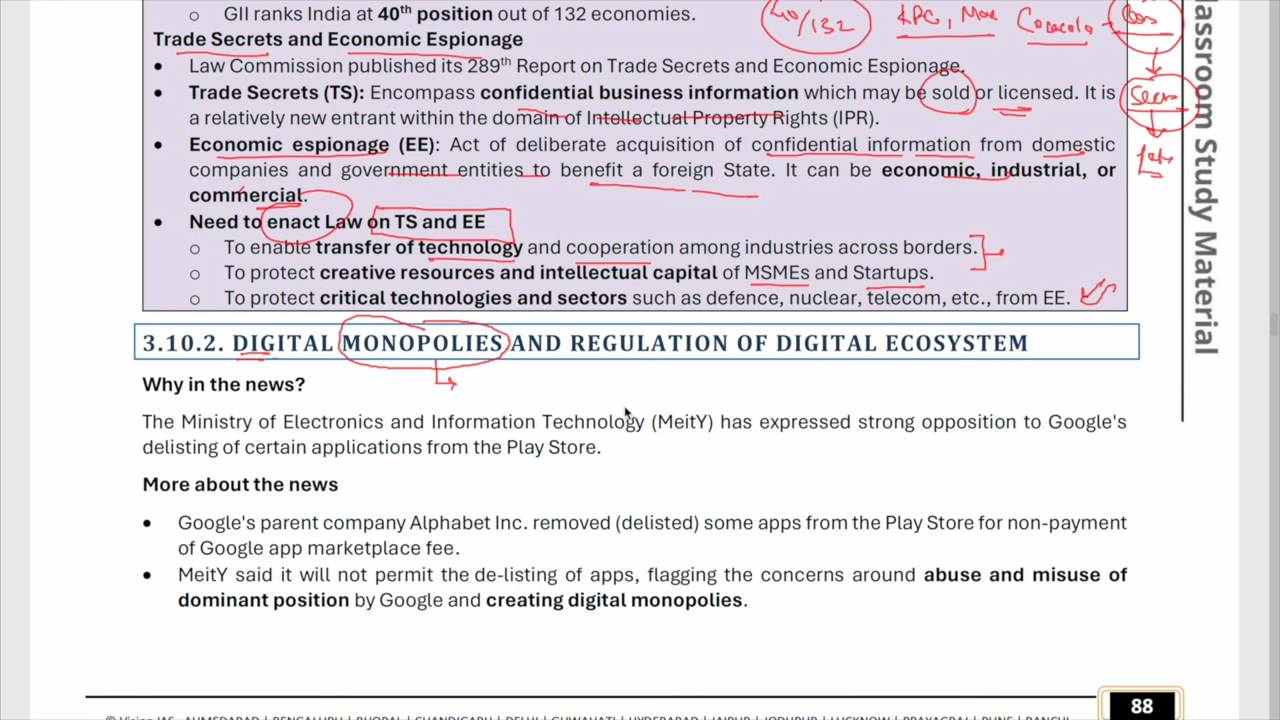 ○ GII ranks India at 40th position out of 132 economies.
40/132
KFC, Mac
Cocacola
Trade Secrets and Economic Espionage
• Law Commission published its 289th Report on Trade Secrets and Economic Espionage.
• Trade Secrets (TS): Encompass confidential business information which may be sold or licensed. It is
a relatively new entrant within the domain of Intellectual Property Rights (IPR).
• Economic espionage (EE): Act of deliberate acquisition of confidential information from domestic
companies and government entities to benefit a foreign State. It can be economic, industrial, or
commercial.
• Need to enact Law on TS and EE
○ To enable transfer of technology and cooperation among industries across borders.
○ To protect creative resources and intellectual capital of MSMEs and Startups.
○ To protect critical technologies and sectors such as defence, nuclear, telecom, etc., from EE.
lassroom Study Material
3.10.2. DIGITAL MONOPOLIES AND REGULATION OF DIGITAL ECOSYSTEM
Why in the news?
The Ministry of Electronics and Information Technology (MeitY) has expressed strong opposition to Google's
delisting of certain applications from the Play Store.
More about the news
• Google's parent company Alphabet Inc. removed (delisted) some apps from the Play Store for non-payment
of Google app marketplace fee.
• MeitY said it will not permit the de-listing of apps, flagging the concerns around abuse and misuse of
dominant position by Google and creating digital monopolies.
88